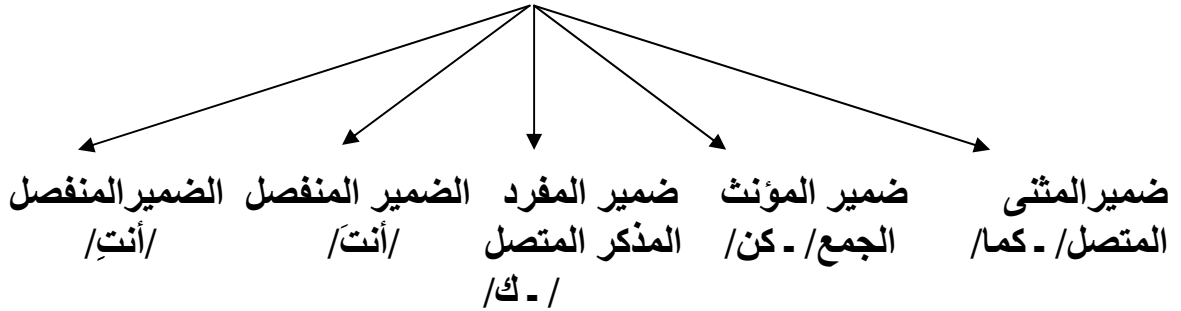 ضميرالمثنى ضمير المؤنث ضمير المفرد الضمير المنفصل الضميرالمنفصل
المتصل/ ـ كما/ الجمع/ ـ كن/ المذكر المتصل /أنتَ/ /أنتِ/
/ ـ ك/